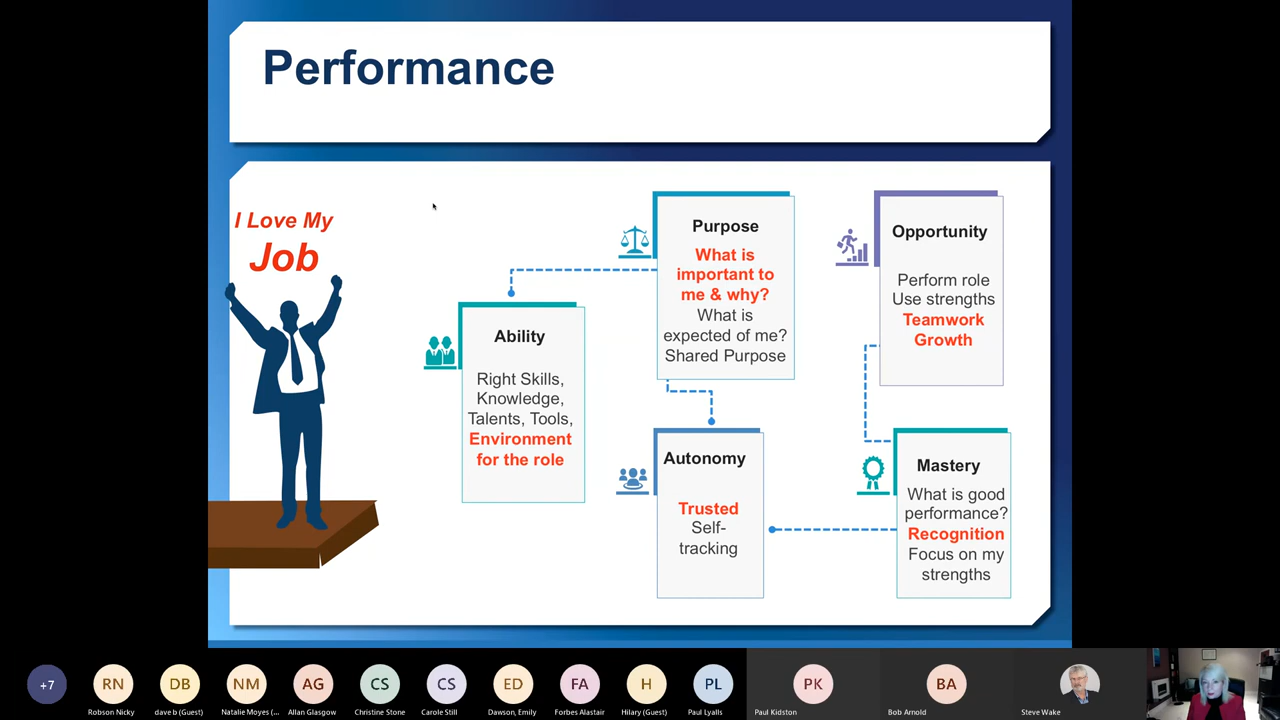 Performance
I Love My
Job
Ability
Right Skills,
Knowledge,
Talents, Tools,
Environment
for the role
Purpose
What is
important to
me & why?
What is
expected of me?
Shared Purpose
Autonomy
Trusted
Self-
tracking
Opportunity
Perform role
Use strengths
Teamwork
Growth
Mastery
What is good
performance?
Recognition
Focus on my
strengths
+7
RN
DB
NM
AG
CS
CS
ED
FA
H
PL
PK
BA
Robson Nicky
dave b (Guest)
Natalie Moyes (...
Allan Glasgow
Christine Stone
Carole Still
Dawson, Emily
Forbes Alastair
Hilary (Guest)
Paul Lyalls
Paul Kidston
Bob Arnold
Steve Wake